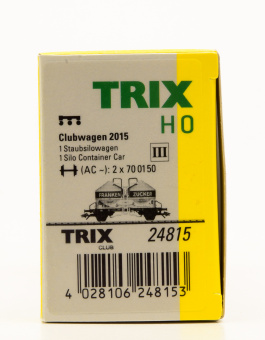 TRIX
HO
Clubwagen 2015
1 Staubsilowagen
1 Silo Container Car
III
(AC ~): 2 x 70 01 50
FRANKEN ZUCKER
TRIX 24815
CLUB
4 028106 248153